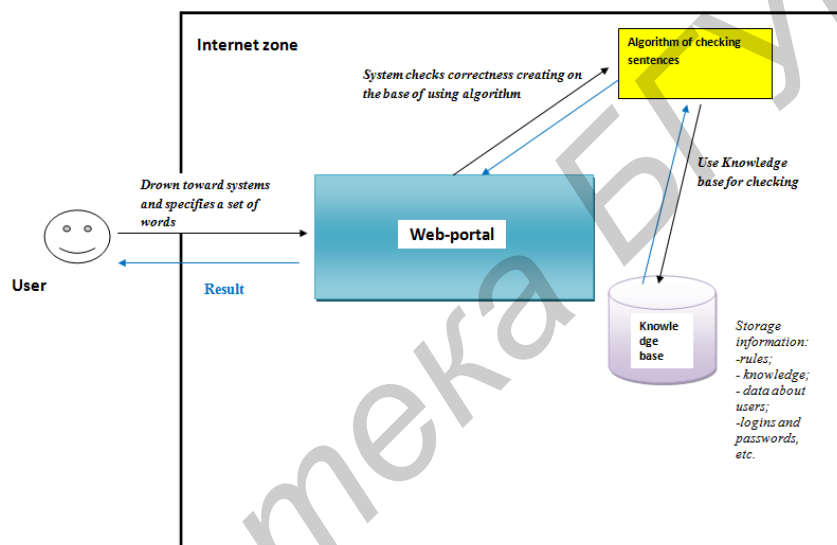 Internet zone
Algorithm of checking
sentences
System checks correctness creating on
the base of using algorithm
Use Knowledge
base for checking
Drown toward systems
and specifies a set of
words
Web-portal
User
Result
Knowle
dge
base
Storage
information:
-rules;
- knowledge;
- data about
users;
-logins and
passwords,
etc.
тека БГУ